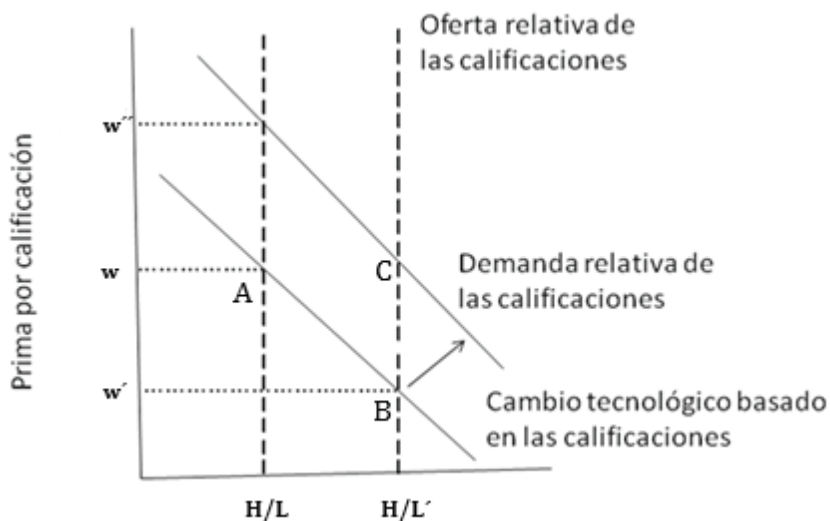 Oferta relativa de
las calificaciones
w´´
Prima por calificación
w
A
C
Demanda relativa de
las calificaciones
w´
B
Cambio tecnológico basado
en las calificaciones
H/L
H/L´